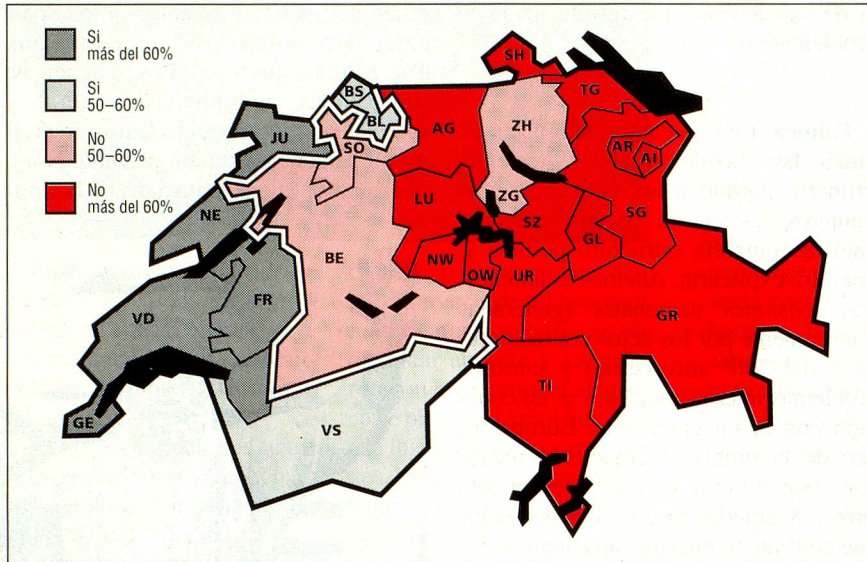 Si
más del 60%
Si
50–60%
No
50–60%
No
más del 60%
SH
BS
BL
TG
JU
SO
AG
ZH
AR
AI
NE
LU
ZG
SZ
SG
BE
NW
OW
UR
GL
VD
FR
GR
TI
GE
VS